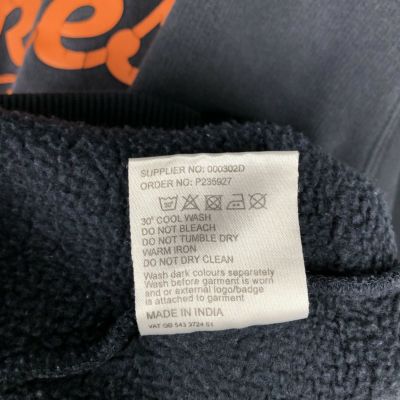 res
SUPPLIER NO: 000302D
ORDER NO: P235927
30° COOL WASH
DO NOT BLEACH
DO NOT TUMBLE DRY
WARM IRON
DO NOT DRY CLEAN
Wash dark colours separately
Wash before garment is worn
and or external logo/badge
is attached to garment
MADE IN INDIA
VAT GB 543 3724 51